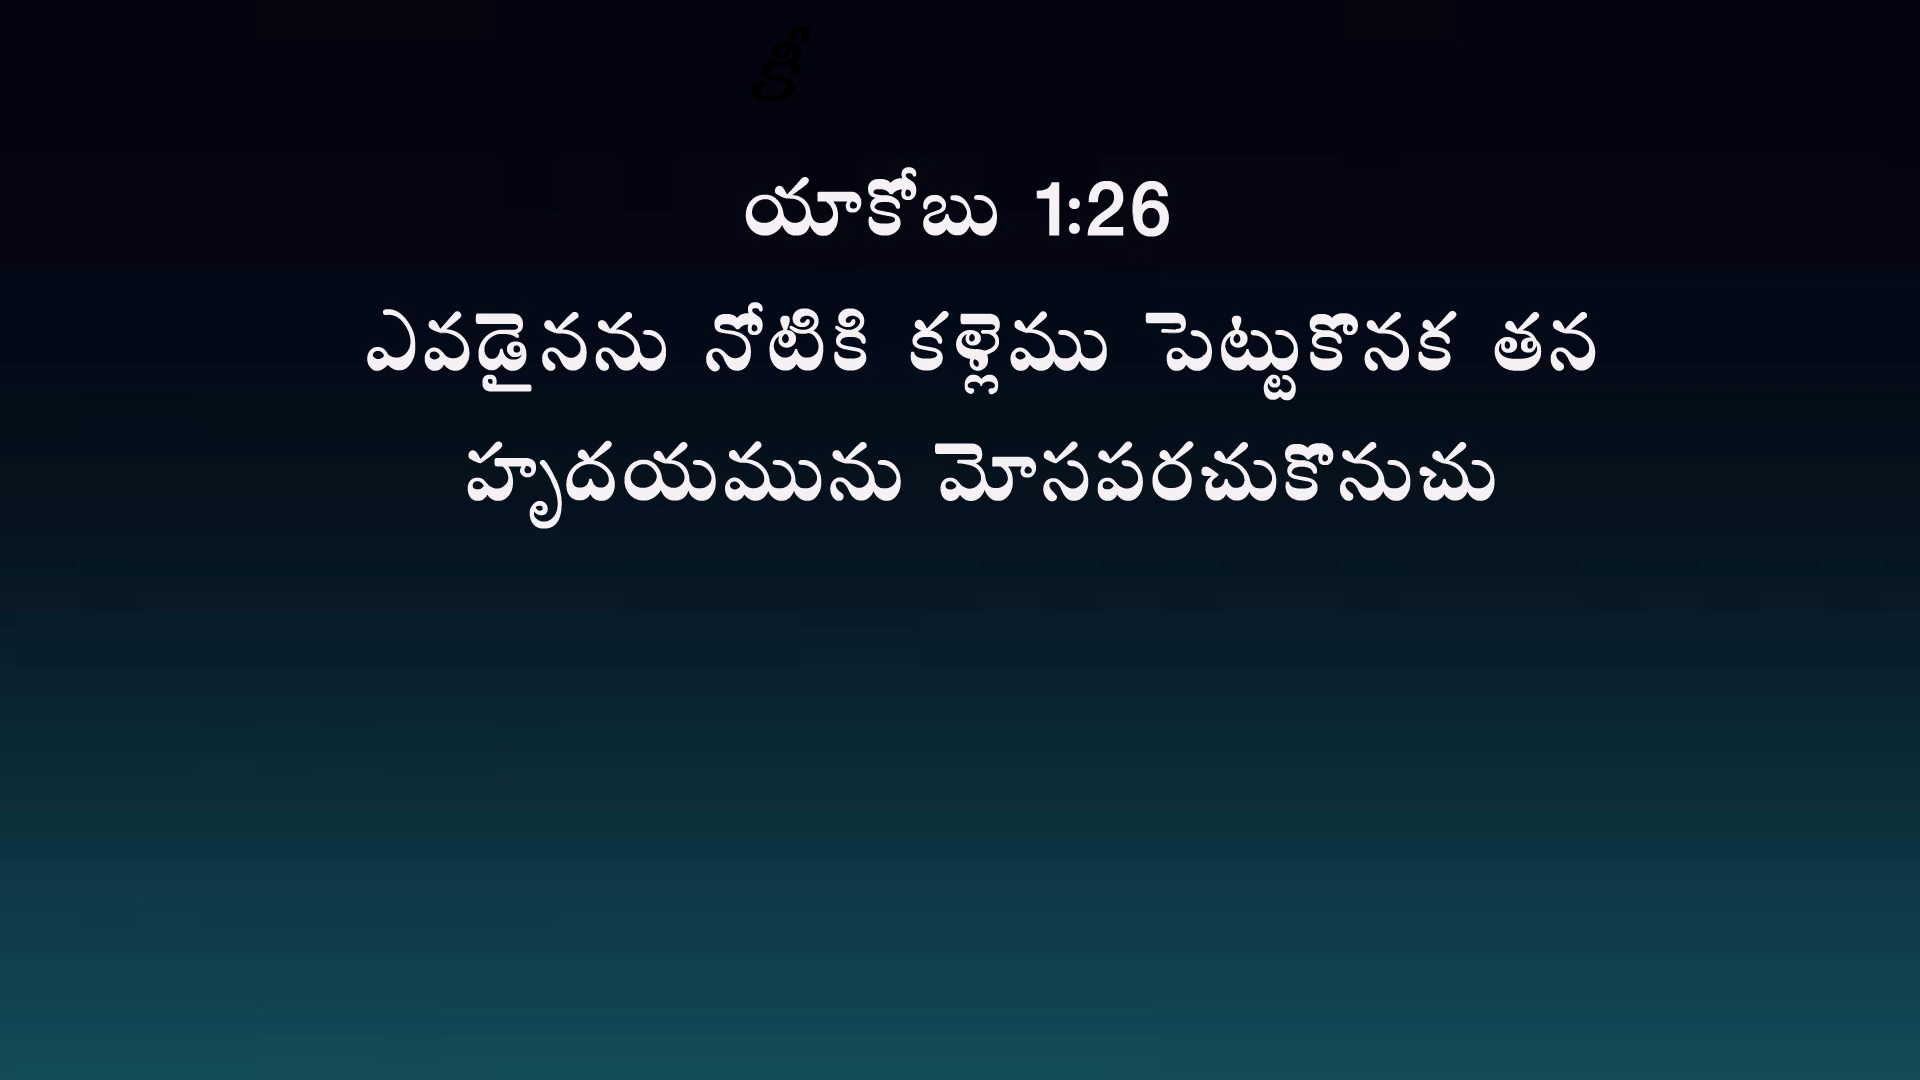 యాకోబు 1:26
ఎవడైనను నోటికి కళ్లెము పెట్టుకొనక తన
హృదయమును మోసపరచుకొనుచు